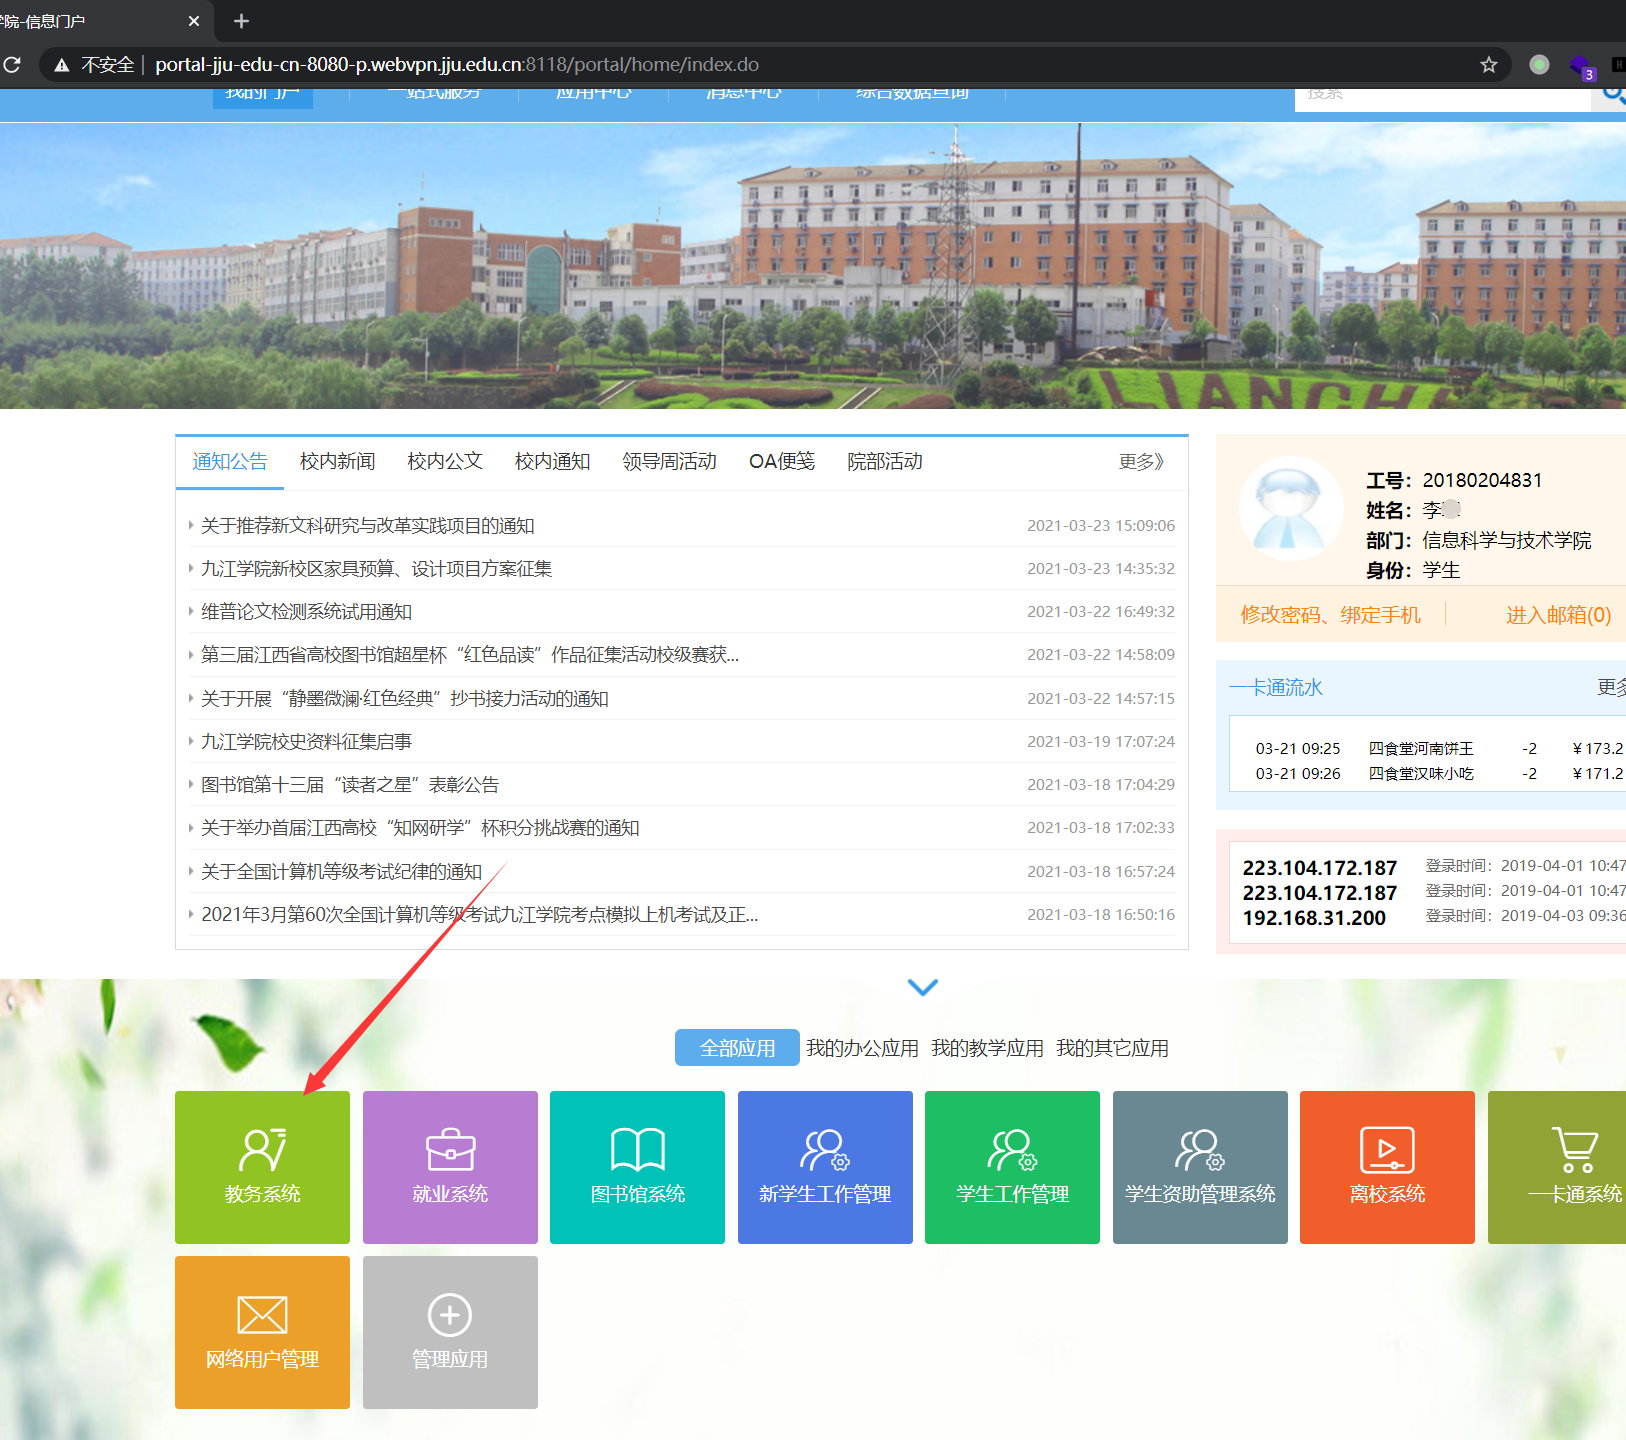 学院-信息门户
不安全 portal-jju-edu-cn-8080-p.webvpn.jju.edu.cn:8118/portal/home/index.do
3
我的门户 一站式服务 应用中心 消息中心 综合数据查询 搜索
LIANCH
通知公告 校内新闻 校内公文 校内通知 领导周活动 OA便笺 院部活动 更多》
关于推荐新文科研究与改革实践项目的通知 2021-03-23 15:09:06
九江学院新校区家具预算、设计项目方案征集 2021-03-23 14:35:32
维普论文检测系统试用通知 2021-03-22 16:49:32
第三届江西省高校图书馆超星杯“红色品读”作品征集活动校级赛获... 2021-03-22 14:58:09
关于开展“静墨微澜·红色经典”抄书接力活动的通知 2021-03-22 14:57:15
九江学院校史资料征集启事 2021-03-19 17:07:24
图书馆第十三届“读者之星”表彰公告 2021-03-18 17:04:29
关于举办首届江西高校“知网研学”杯积分挑战赛的通知 2021-03-18 17:02:33
关于全国计算机等级考试纪律的通知 2021-03-18 16:57:24
2021年3月第60次全国计算机等级考试九江学院考点模拟上机考试及正... 2021-03-18 16:50:16
工号：20180204831
姓名：李
部门：信息科学与技术学院
身份：学生
修改密码、绑定手机 进入邮箱(0)
一卡通流水 更多
03-21 09:25 四食堂河南饼王 -2 ￥173.2
03-21 09:26 四食堂汉味小吃 -2 ￥171.2
223.104.172.187 登录时间：2019-04-01 10:47
223.104.172.187 登录时间：2019-04-01 10:47
192.168.31.200 登录时间：2019-04-03 09:36
全部应用 我的办公应用 我的教学应用 我的其它应用
教务系统 就业系统 图书馆系统 新学生工作管理 学生工作管理 学生资助管理系统 离校系统 一卡通系统
网络用户管理 管理应用